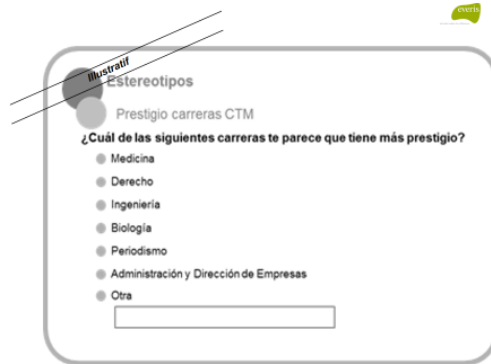 everis
Illustratif
Estereotipos
Prestigio carreras CTM
¿Cuál de las siguientes carreras te parece que tiene más prestigio?
Medicina
Derecho
Ingeniería
Biología
Periodismo
Administración y Dirección de Empresas
Otra